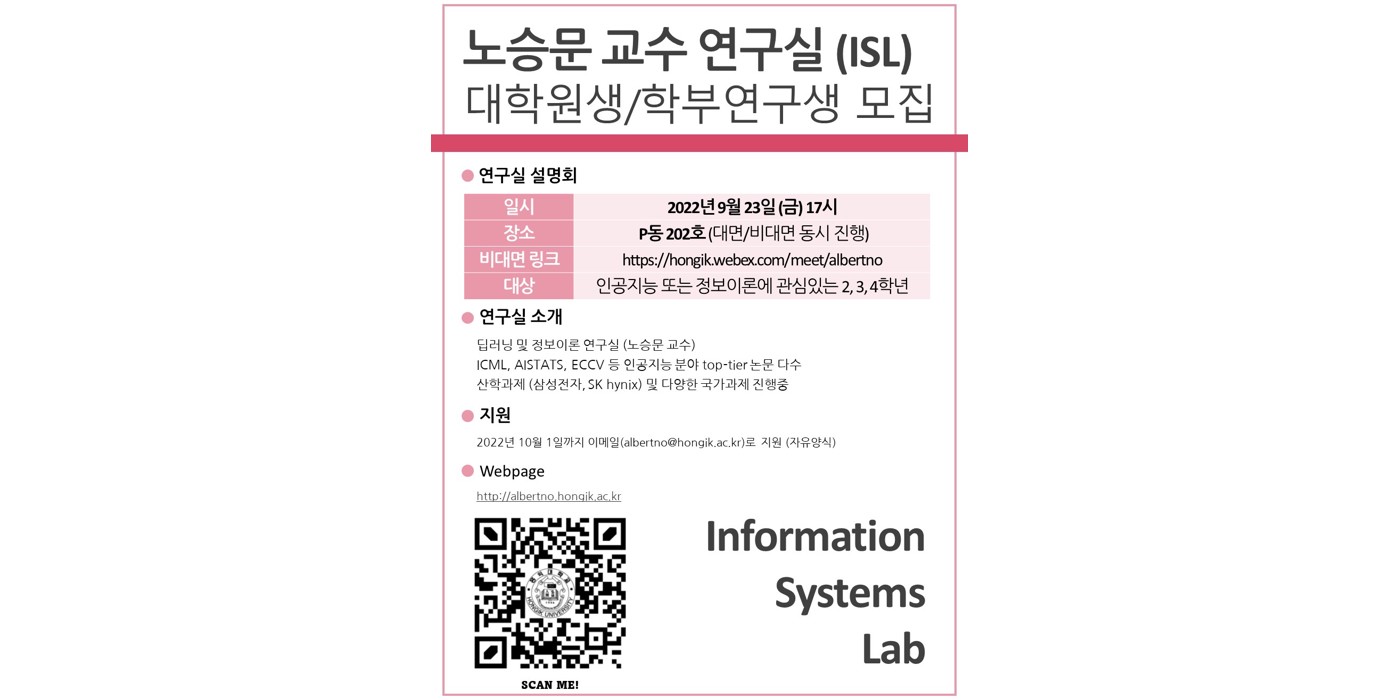 노승문 교수 연구실 (ISL)
대학원생/학부연구생 모집
연구실 설명회
일시 2022년 9월 23일 (금) 17시
장소 P동 202호 (대면/비대면 동시 진행)
비대면 링크 https://hongik.webex.com/meet/albertno
대상 인공지능 또는 정보이론에 관심있는 2, 3, 4학년
연구실 소개
딥러닝 및 정보이론 연구실 (노승문 교수)
ICML, AISTATS, ECCV 등 인공지능 분야 top-tier 논문 다수
산학과제 (삼성전자, SK hynix) 및 다양한 국가과제 진행중
지원
2022년 10월 1일까지 이메일(albertno@hongik.ac.kr)로 지원 (자유양식)
Webpage
http://albertno.hongik.ac.kr
Information
Systems
Lab
HONGIK UNIVERSITY
SCAN ME!